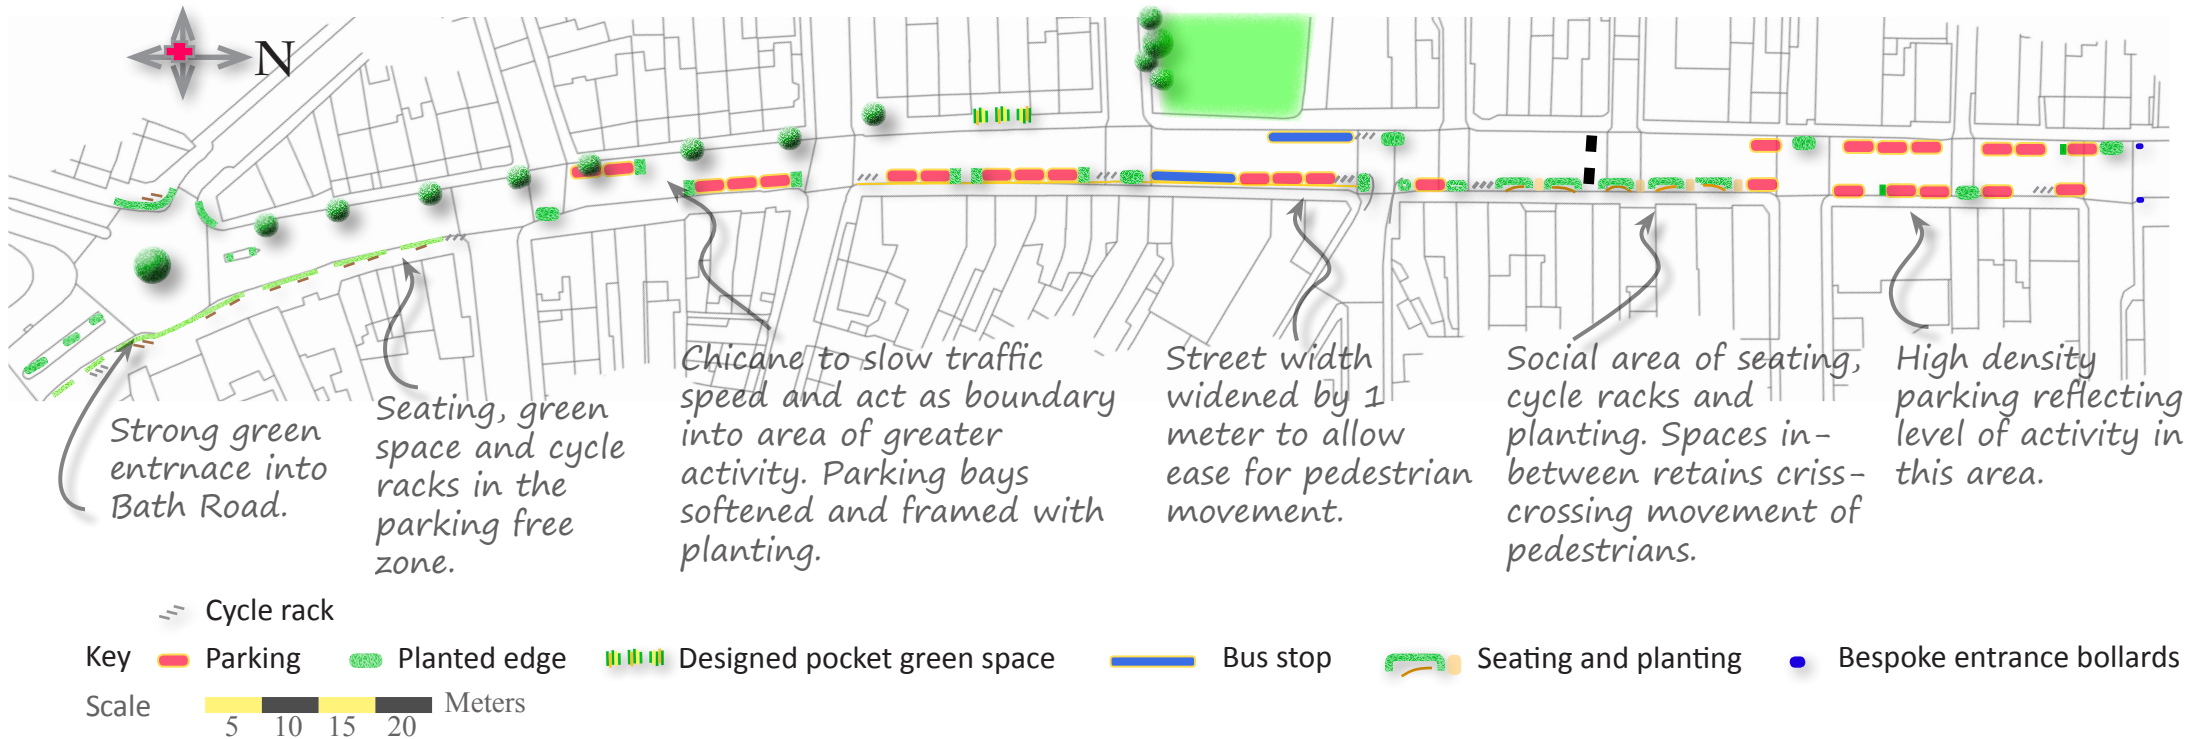 N
Strong green
entrnace into
Bath Road.
Seating, green
space and cycle
racks in the
parking free
zone.
Chicane to slow traffic
speed and act as boundary
into area of greater
activity. Parking bays
softened and framed with
planting.
Street width
widened by 1
meter to allow
ease for pedestrian
movement.
Social area of seating,
cycle racks and
planting. Spaces in-
between retains criss-
crossing movement of
pedestrians.
High density
parking reflecting
level of activity in
this area.
Cycle rack
Key Parking Planted edge Designed pocket green space Bus stop Seating and planting Bespoke entrance bollards
Scale Meters
5 10 15 20